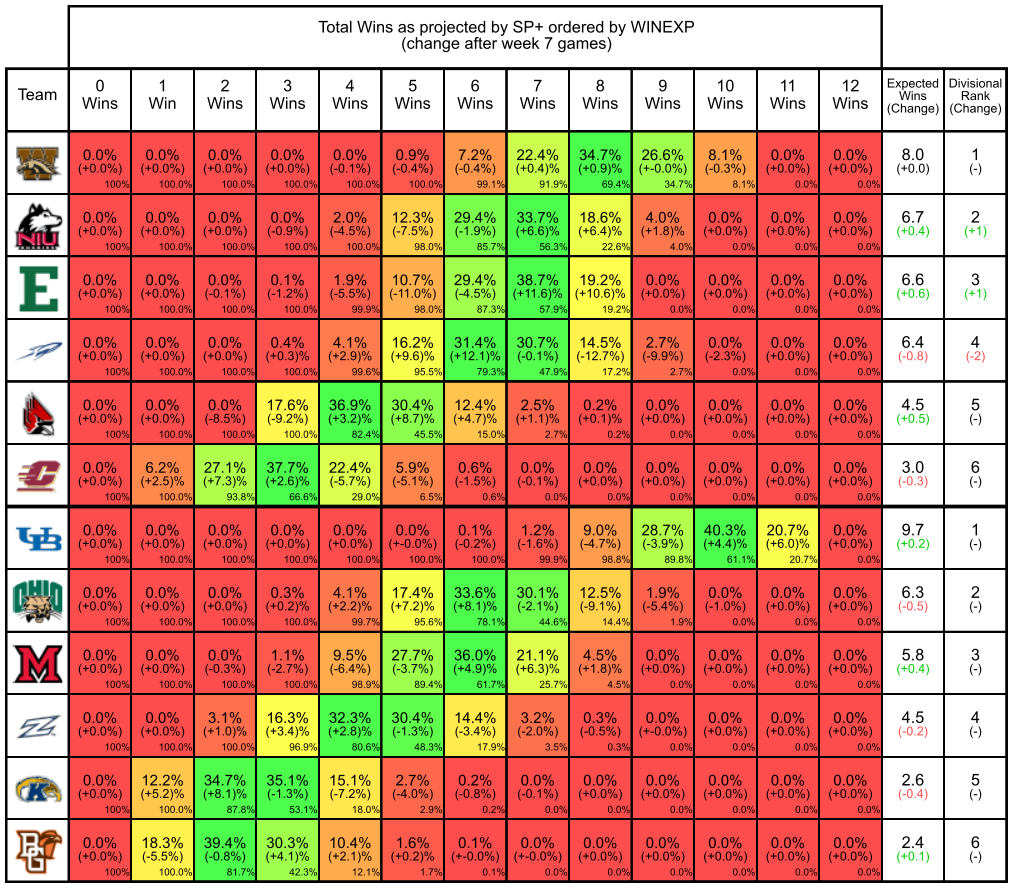 Total Wins as projected by SP+ ordered by WINEXP
(change after week 7 games)
Team 0 Wins 1 Win 2 Wins 3 Wins 4 Wins 5 Wins 6 Wins 7 Wins 8 Wins 9 Wins 10 Wins 11 Wins 12 Wins Expected Wins (Change) Divisional Rank (Change)
W
0.0% 0.0% 0.0% 0.0% 0.0% 0.9% 7.2% 22.4% 34.7% 26.6% 8.1% 0.0% 0.0% 8.0 1
(+0.0%) (+0.0%) (+0.0%) (+0.0%) (-0.1%) (-0.4%) (-0.4%) (+0.4%) (+0.9)% (+-0.0%) (-0.3%) (+0.0%) (+0.0%) (+0.0) (-)
100% 100.0% 100.0% 100.0% 100.0% 100.0% 99.1% 91.9% 69.4% 34.7% 8.1% 0.0% 0.0%
NIU
0.0% 0.0% 0.0% 0.0% 2.0% 12.3% 29.4% 33.7% 18.6% 4.0% 0.0% 0.0% 0.0% 6.7 2
(+0.0%) (+0.0%) (+0.0%) (-0.9%) (-4.5%) (-7.5%) (-1.9%) (+6.6)% (+6.4)% (+1.8)% (+0.0%) (+0.0%) (+0.0%) (+0.4) (+1)
100% 100.0% 100.0% 100.0% 100.0% 98.0% 85.7% 56.3% 22.6% 4.0% 0.0% 0.0% 0.0%
E
0.0% 0.0% 0.0% 0.1% 1.9% 10.7% 29.4% 38.7% 19.2% 0.0% 0.0% 0.0% 0.0% 6.6 3
(+0.0%) (+0.0%) (-0.1%) (-1.2%) (-5.5%) (-11.0%) (-4.5%) (+11.6)% (+10.6)% (+0.0%) (+0.0%) (+0.0%) (+0.0%) (+0.6) (+1)
100% 100.0% 100.0% 100.0% 99.9% 98.0% 87.3% 57.9% 19.2% 0.0% 0.0% 0.0% 0.0%
0.0% 0.0% 0.0% 0.4% 4.1% 16.2% 31.4% 30.7% 14.5% 2.7% 0.0% 0.0% 0.0% 6.4 4
(+0.0%) (+0.0%) (+0.0%) (+0.3%) (+2.9)% (+9.6)% (+12.1)% (-0.1%) (-12.7%) (-9.9%) (-2.3%) (+0.0%) (+0.0%) (-0.8) (-2)
100% 100.0% 100.0% 100.0% 99.6% 95.5% 79.3% 47.9% 17.2% 2.7% 0.0% 0.0% 0.0%
0.0% 0.0% 0.0% 17.6% 36.9% 30.4% 12.4% 2.5% 0.2% 0.0% 0.0% 0.0% 0.0% 4.5 5
(+0.0%) (+0.0%) (-8.5%) (-9.2%) (+3.2)% (+8.7)% (+4.7)% (+1.1)% (+0.1)% (+0.0%) (+0.0%) (+0.0%) (+0.0%) (+0.5) (-)
100% 100.0% 100.0% 100.0% 82.4% 45.5% 15.0% 2.7% 0.2% 0.0% 0.0% 0.0% 0.0%
C
0.0% 6.2% 27.1% 37.7% 22.4% 5.9% 0.6% 0.0% 0.0% 0.0% 0.0% 0.0% 0.0% 3.0 6
(+0.0%) (+2.5)% (+7.3)% (+2.6)% (-5.7%) (-5.1%) (-1.5%) (-0.1%) (+0.0%) (+0.0%) (+0.0%) (+0.0%) (+0.0%) (-0.3) (-)
100% 100.0% 93.8% 66.6% 29.0% 6.5% 0.6% 0.0% 0.0% 0.0% 0.0% 0.0% 0.0%
UB
0.0% 0.0% 0.0% 0.0% 0.0% 0.0% 0.1% 1.2% 9.0% 28.7% 40.3% 20.7% 0.0% 9.7 1
(+0.0%) (+0.0%) (+0.0%) (+0.0%) (+0.0%) (+-0.0%) (-0.2%) (-1.6%) (-4.7%) (-3.9%) (+4.4)% (+6.0)% (+0.0%) (+0.2) (-)
100% 100.0% 100.0% 100.0% 100.0% 100.0% 100.0% 99.9% 98.8% 89.8% 61.1% 20.7% 0.0%
OHIO
0.0% 0.0% 0.0% 0.3% 4.1% 17.4% 33.6% 30.1% 12.5% 1.9% 0.0% 0.0% 0.0% 6.3 2
(+0.0%) (+0.0%) (+0.0%) (+0.2)% (+2.2)% (+7.2)% (+8.1)% (-2.1%) (-9.1%) (-5.4%) (-1.0%) (+0.0%) (+0.0%) (-0.5) (-)
100% 100.0% 100.0% 100.0% 99.7% 95.6% 78.1% 44.6% 14.4% 1.9% 0.0% 0.0% 0.0%
M
0.0% 0.0% 0.0% 1.1% 9.5% 27.7% 36.0% 21.1% 4.5% 0.0% 0.0% 0.0% 0.0% 5.8 3
(+0.0%) (+0.0%) (-0.3%) (-2.7%) (-6.4%) (-3.7%) (+4.9)% (+6.3)% (+1.8)% (+0.0%) (+0.0%) (+0.0%) (+0.0%) (+0.4) (-)
100% 100.0% 100.0% 100.0% 98.9% 89.4% 61.7% 25.7% 4.5% 0.0% 0.0% 0.0% 0.0%
Z
0.0% 0.0% 3.1% 16.3% 32.3% 30.4% 14.4% 3.2% 0.3% 0.0% 0.0% 0.0% 0.0% 4.5 4
(+0.0%) (+0.0%) (+1.0)% (+3.4)% (+2.8)% (-1.3%) (-3.4%) (-2.0%) (-0.5%) (+-0.0%) (+0.0%) (+0.0%) (+0.0%) (-0.2) (-)
100% 100.0% 100.0% 96.9% 80.6% 48.3% 17.9% 3.5% 0.3% 0.0% 0.0% 0.0% 0.0%
K
0.0% 12.2% 34.7% 35.1% 15.1% 2.7% 0.2% 0.0% 0.0% 0.0% 0.0% 0.0% 0.0% 2.6 5
(+0.0%) (+5.2)% (+8.1)% (-1.3%) (-7.2%) (-4.0%) (-0.8%) (-0.1%) (+0.0%) (+0.0%) (+0.0%) (+0.0%) (+0.0%) (-0.4) (-)
100% 100.0% 87.8% 53.1% 18.0% 2.9% 0.2% 0.0% 0.0% 0.0% 0.0% 0.0% 0.0%
BG
0.0% 18.3% 39.4% 30.3% 10.4% 1.6% 0.1% 0.0% 0.0% 0.0% 0.0% 0.0% 0.0% 2.4 6
(+0.0%) (-5.5%) (-0.8%) (+4.1)% (+2.1)% (+0.2)% (+-0.0%) (+-0.0%) (+0.0%) (+0.0%) (+0.0%) (+0.0%) (+0.0%) (+0.1) (-)
100% 100.0% 81.7% 42.3% 12.1% 1.7% 0.1% 0.0% 0.0% 0.0% 0.0% 0.0% 0.0%